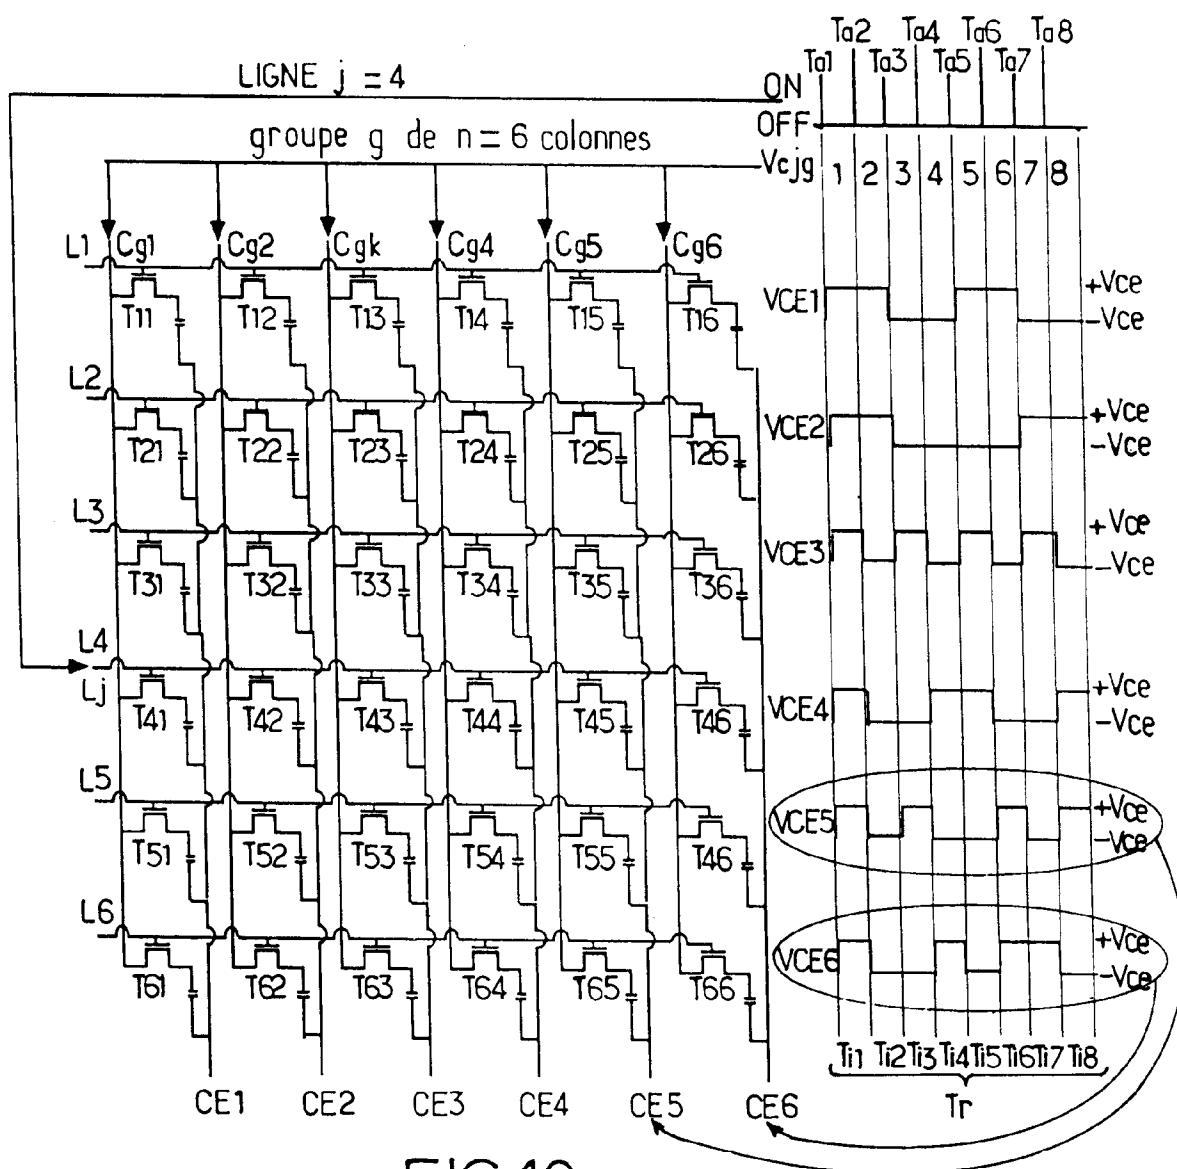 Ta2 Ta4 Ta6 Ta8
Ta1 Ta3 Ta5 Ta7
LIGNE j = 4
ON
OFF
groupe g de n = 6 colonnes
Vcjg 1 2 3 4 5 6 7 8
L1 Cg1 Cg2 Cgk Cg4 Cg5 Cg6
T11 T12 T13 T14 T15 T16
VCE1 +Vce
-Vce
L2
T21 T22 T23 T24 T25 T26
VCE2 +Vce
-Vce
L3
T31 T32 T33 T34 T35 T36
VCE3 +Vce
-Vce
L4
Lj
T41 T42 T43 T44 T45 T46
VCE4 +Vce
-Vce
L5
T51 T52 T53 T54 T55 T46
VCE5 +Vce
-Vce
L6
T61 T62 T63 T64 T65 T66
VCE6 +Vce
-Vce
Ti1 Ti2 Ti3 Ti4 Ti5 Ti6 Ti7 Ti8
CE1 CE2 CE3 CE4 CE5 CE6 Tr